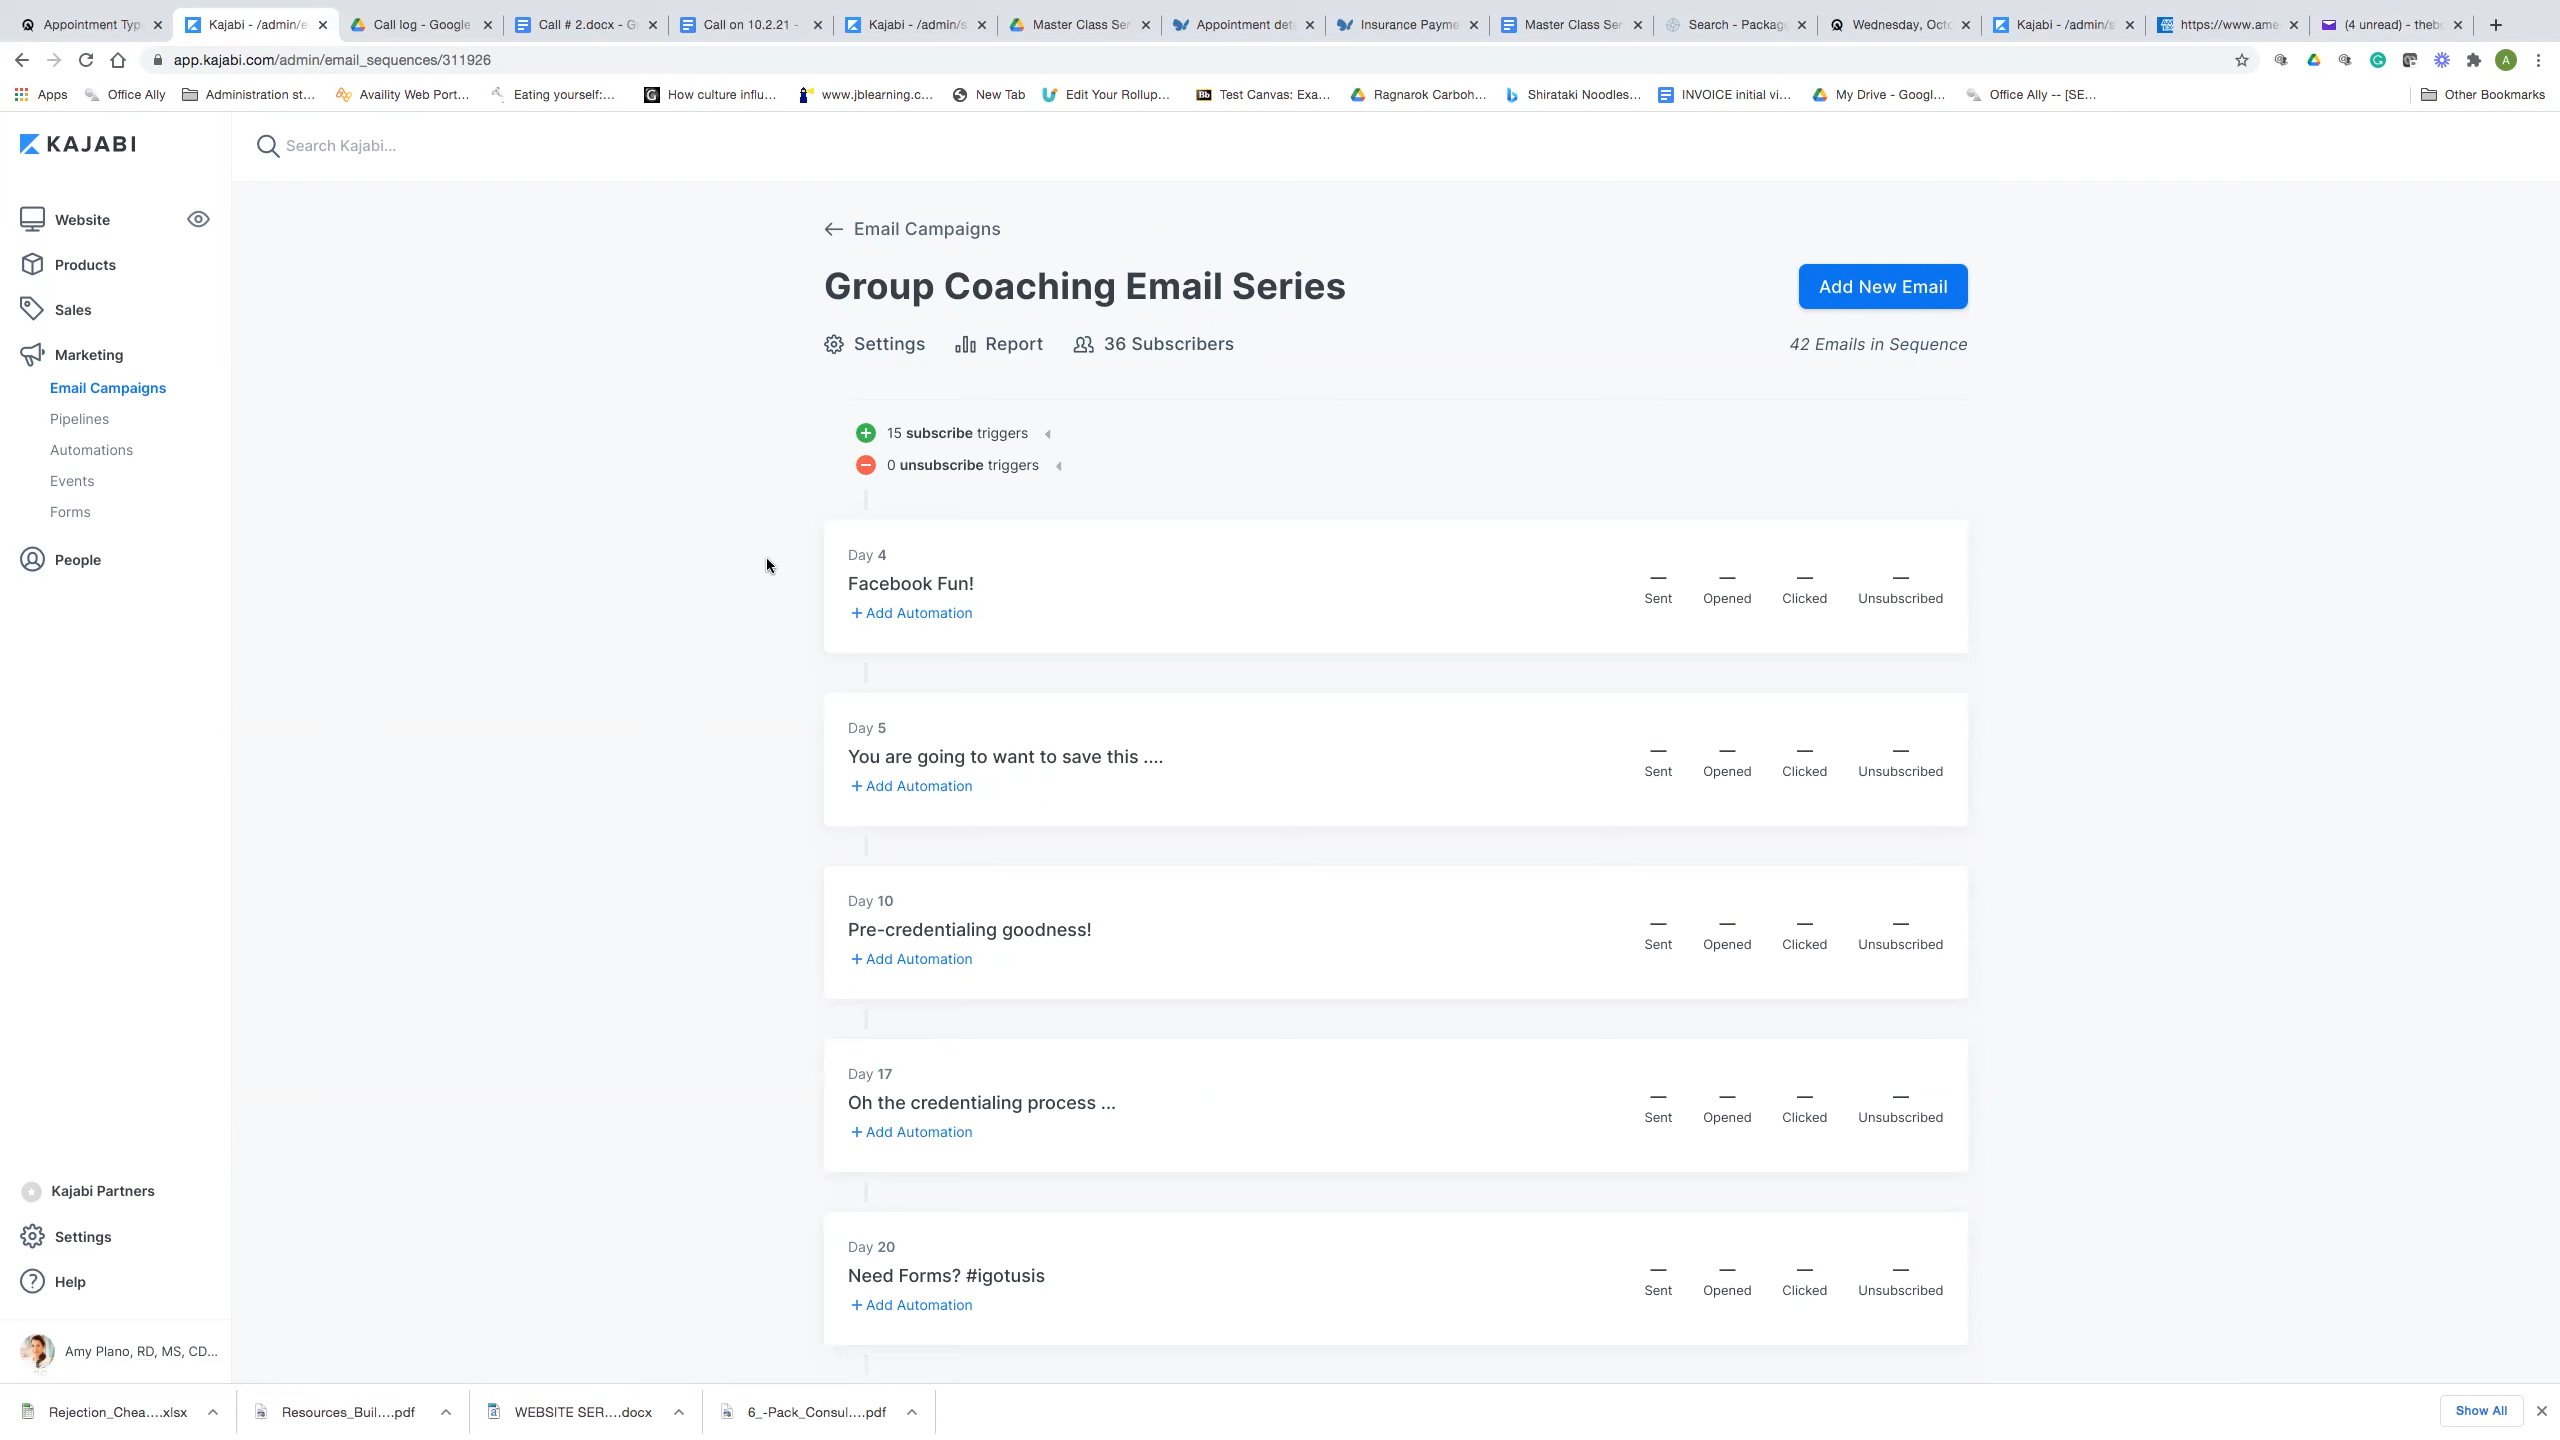 Appointment Typ
Kajabi - /admin/e
Call log - Google
Call # 2.docx - G
Call on 10.2.21 -
Kajabi - /admin/s
Master Class Ser
Appointment det
Insurance Payme
Master Class Ser
Search - Package
Wednesday, Octo
Kajabi - /admin/s
https://www.ame
(4 unread) - thebo
app.kajabi.com/admin/email_sequences/311926
A
Apps
Office Ally
Administration st...
Availity Web Port...
Eating yourself:...
How culture influ...
www.jblearning.c...
New Tab
Edit Your Rollup...
Bb
Test Canvas: Exa...
Ragnarok Carboh...
Shirataki Noodles...
INVOICE initial vi...
My Drive - Googl...
Office Ally -- [SE...
Other Bookmarks
KAJABI
Search Kajabi...
Website
Products
Sales
Marketing
Email Campaigns
Pipelines
Automations
Events
Forms
People
Kajabi Partners
Settings
Help
Amy Plano, RD, MS, CD...
Email Campaigns
Group Coaching Email Series
Add New Email
Settings
Report
36 Subscribers
42 Emails in Sequence
15 subscribe triggers
0 unsubscribe triggers
Day 4
Facebook Fun!
+ Add Automation
— — — —
Sent Opened Clicked Unsubscribed
Day 5
You are going to want to save this ....
+ Add Automation
— — — —
Sent Opened Clicked Unsubscribed
Day 10
Pre-credentialing goodness!
+ Add Automation
— — — —
Sent Opened Clicked Unsubscribed
Day 17
Oh the credentialing process ...
+ Add Automation
— — — —
Sent Opened Clicked Unsubscribed
Day 20
Need Forms? #igotusis
+ Add Automation
— — — —
Sent Opened Clicked Unsubscribed
Rejection_Chea....xlsx
Resources_Buil....pdf
WEBSITE SER....docx
6_-Pack_Consul....pdf
Show All